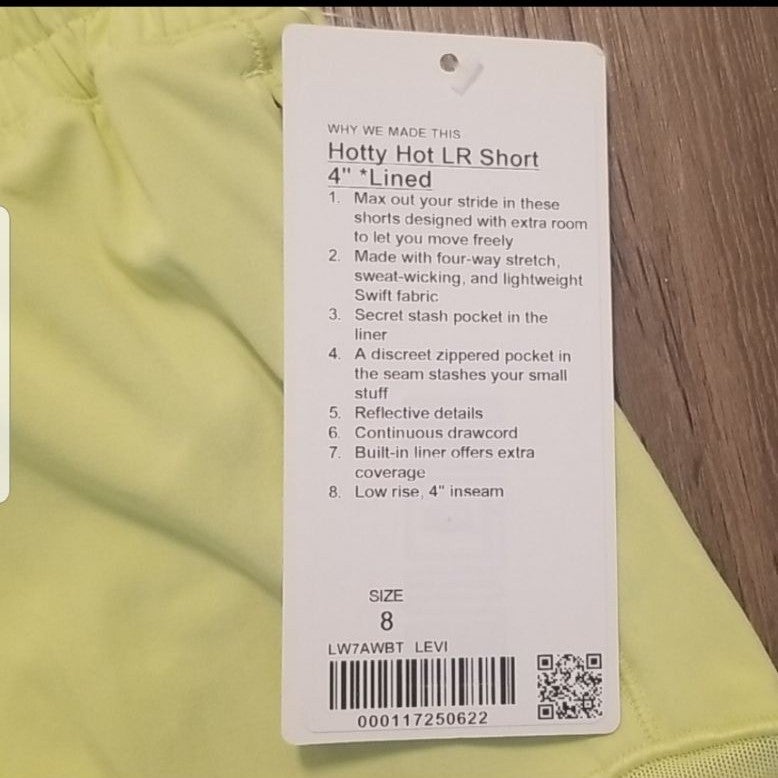 WHY WE MADE THIS
Hotty Hot LR Short
4" *Lined
1. Max out your stride in these
shorts designed with extra room
to let you move freely
2. Made with four-way stretch,
sweat-wicking, and lightweight
Swift fabric
3. Secret stash pocket in the
liner
4. A discreet zippered pocket in
the seam stashes your small
stuff
5. Reflective details
6. Continuous drawcord
7. Built-in liner offers extra
coverage
8. Low rise, 4" inseam
SIZE
8
LW7AWBT LEVI
000117250622